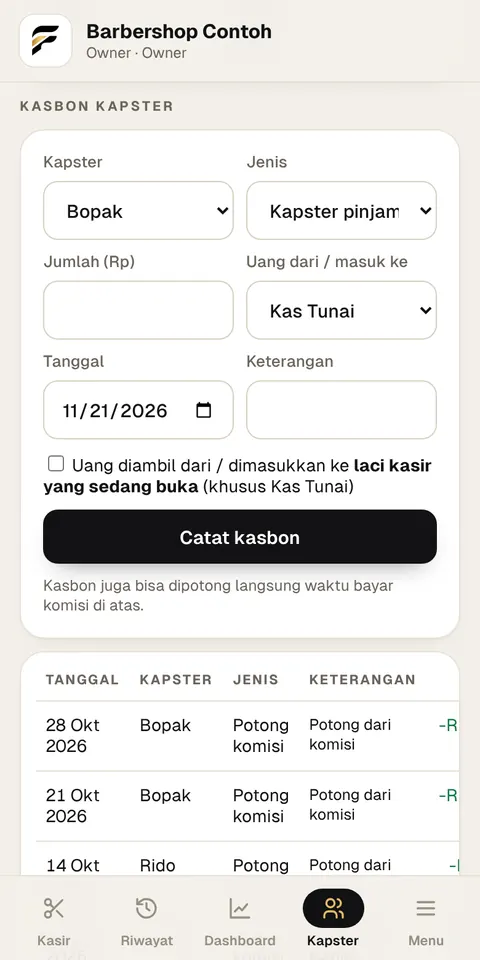 Barbershop Contoh
Owner · Owner
KASBON KAPSTER
Kapster Jenis
Bopak Kapster pinjam
Jumlah (Rp) Uang dari / masuk ke
Kas Tunai
Tanggal Keterangan
11/21/2026
Uang diambil dari / dimasukkan ke laci kasir
yang sedang buka (khusus Kas Tunai)
Catat kasbon
Kasbon juga bisa dipotong langsung waktu bayar
komisi di atas.
TANGGAL KAPSTER JENIS KETERANGAN
28 Okt Bopak Potong Potong dari -R
2026 komisi komisi
21 Okt Bopak Potong Potong dari -R
2026 komisi komisi
14 Okt Rido Potong Potong dari
Kasir Riwayat Dashboard Kapster Menu